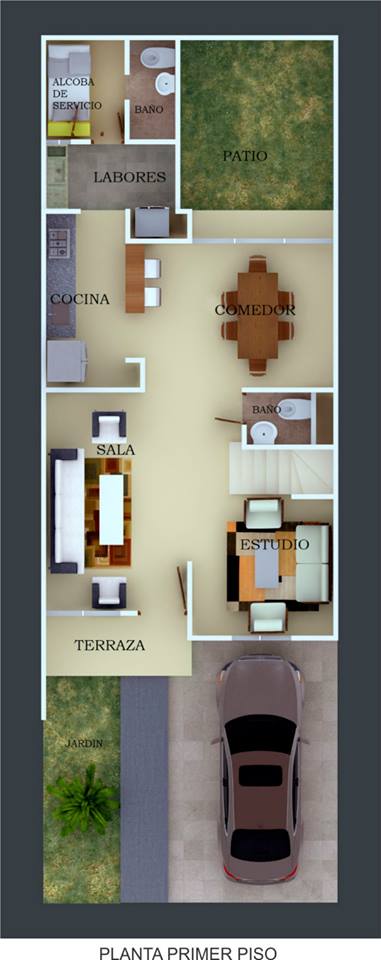 ALCOBA
DE
SERVICIO
BAÑO
PATIO
LABORES
COCINA
COMEDOR
BAÑO
SALA
ESTUDIO
TERRAZA
JARDIN
PLANTA PRIMER PISO